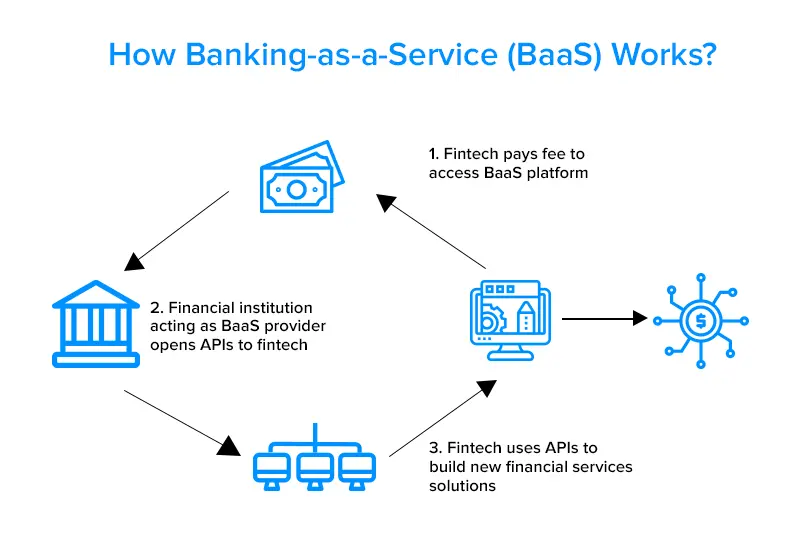 How Banking-as-a-Service (BaaS) Works?
1. Fintech pays fee to
access BaaS platform
2. Financial institution
acting as BaaS provider
opens APIs to fintech
$
3. Fintech uses APIs to
build new financial services
solutions